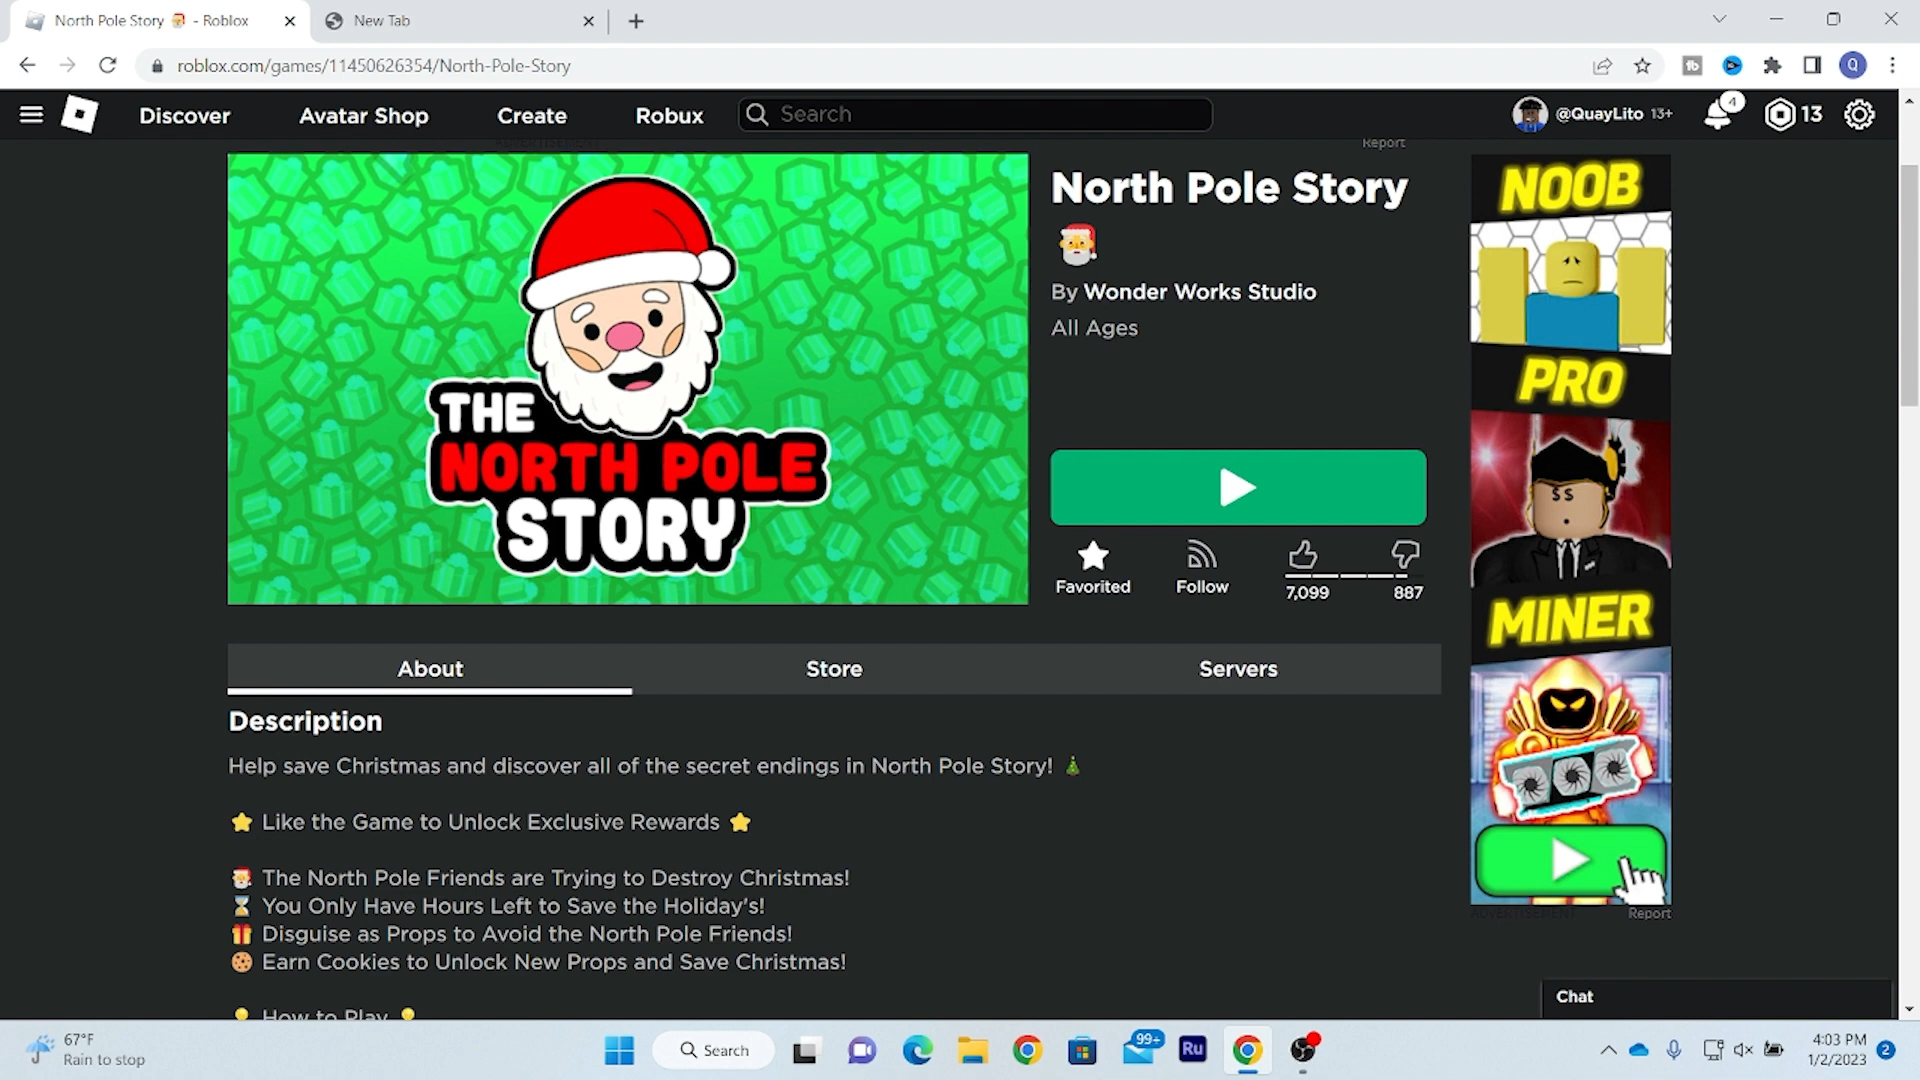 North Pole Story 🎅 - Roblox
New Tab
roblox.com/games/11450626354/North-Pole-Story
Q
Discover
Avatar Shop
Create
Robux
Search
@QuayLito 13+
4
13
ADVERTISEMENT
Report
THE
NORTH POLE
STORY
North Pole Story
🎅
By Wonder Works Studio
All Ages
Favorited
Follow
7,099
887
About
Store
Servers
Description
Help save Christmas and discover all of the secret endings in North Pole Story! 🎄
⭐ Like the Game to Unlock Exclusive Rewards ⭐
🎅 The North Pole Friends are Trying to Destroy Christmas!
⏳ You Only Have Hours Left to Save the Holiday's!
🎁 Disguise as Props to Avoid the North Pole Friends!
🍪 Earn Cookies to Unlock New Props and Save Christmas!
💡 How to Play 💡
NOOB
PRO
$$
MINER
ADVERTISEMENT
Report
Chat
67°F
Rain to stop
Search
99+
Ru
4:03 PM
1/2/2023
2